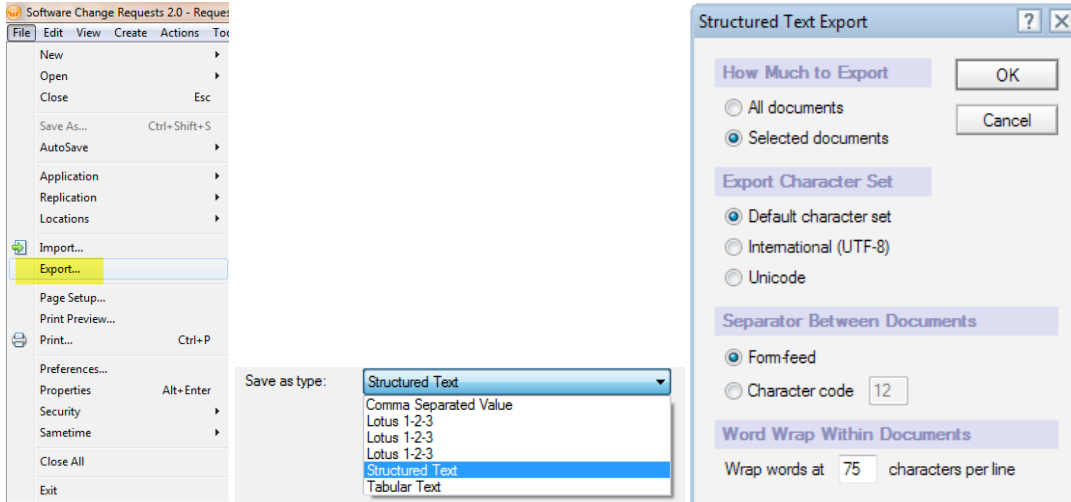 Software Change Requests 2.0 - Reques
File Edit View Create Actions Too
New
Open
Close Esc
Save As... Ctrl+Shift+S
AutoSave
Application
Replication
Locations
Import...
Export...
Page Setup...
Print Preview...
Print... Ctrl+P
Preferences...
Properties Alt+Enter
Security
Sametime
Close All
Exit
Save as type: Structured Text
Comma Separated Value
Lotus 1-2-3
Lotus 1-2-3
Lotus 1-2-3
Structured Text
Tabular Text
Structured Text Export
How Much to Export
OK
All documents
Cancel
Selected documents
Export Character Set
Default character set
International (UTF-8)
Unicode
Separator Between Documents
Form-feed
Character code 12
Word Wrap Within Documents
Wrap words at 75 characters per line